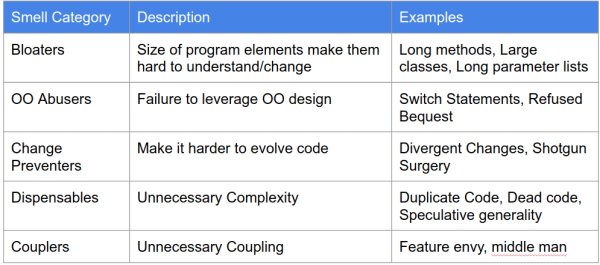 Smell Category Description Examples
Bloaters Size of program elements make them Long methods, Large
hard to understand/change classes, Long parameter lists
OO Abusers Failure to leverage OO design Switch Statements, Refused
Bequest
Change Make it harder to evolve code Divergent Changes, Shotgun
Preventers Surgery
Dispensables Unnecessary Complexity Duplicate Code, Dead code,
Speculative generality
Couplers Unnecessary Coupling Feature envy, middle man